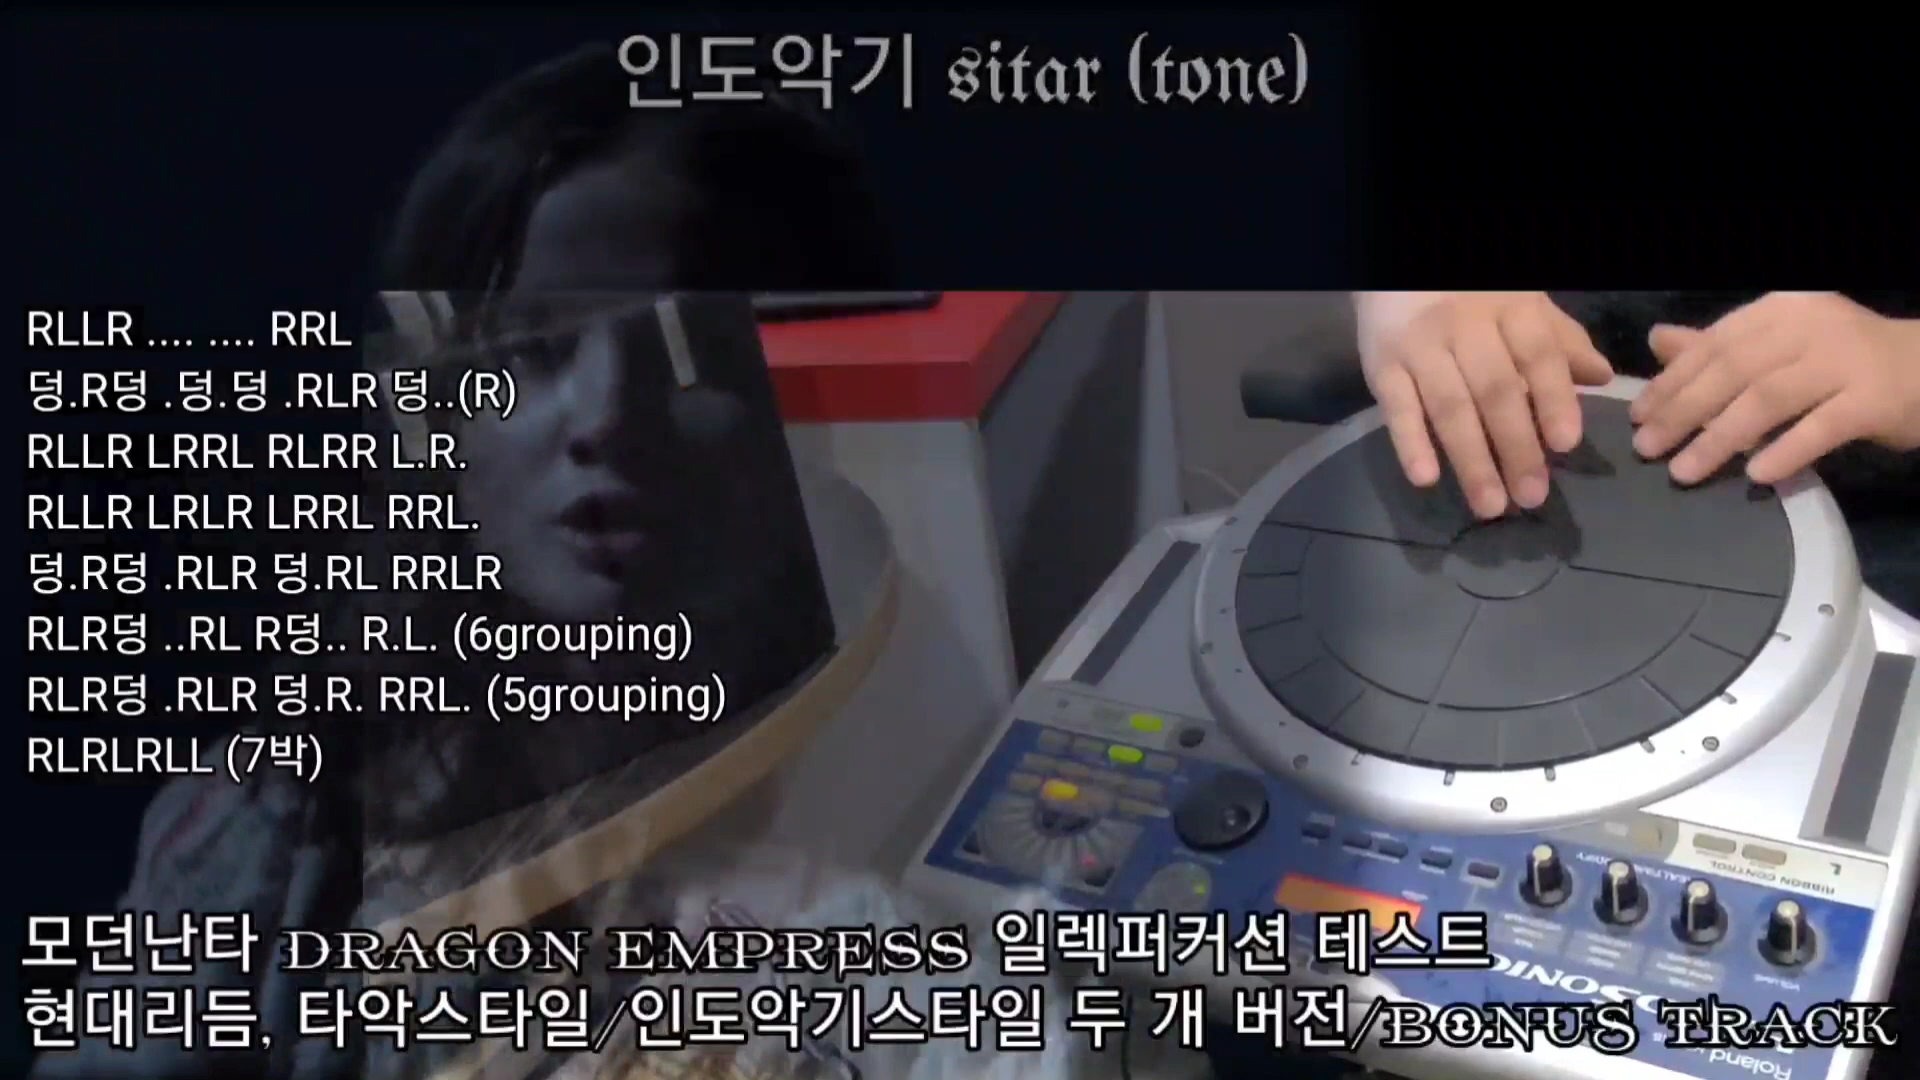 인도악기 sitar (tone)
RLLR .... .... RRL
덩.R덩 .덩.덩 .RLR 덩..(R)
RLLR LRRL RLRR L.R.
RLLR LRLR LRRL RRL.
덩.R덩 .RLR 덩.RL RRLR
RLR덩 ..RL R덩.. R.L. (6grouping)
RLR덩 .RLR 덩.R. RRL. (5grouping)
RLRLRLL (7박)
RIBBON CONTROL
모던난타 DRAGON EMPRESS 일렉퍼커션 테스트
현대리듬, 타악스타일/인도악기스타일 두 개 버전/BONUS TRACK
Roland